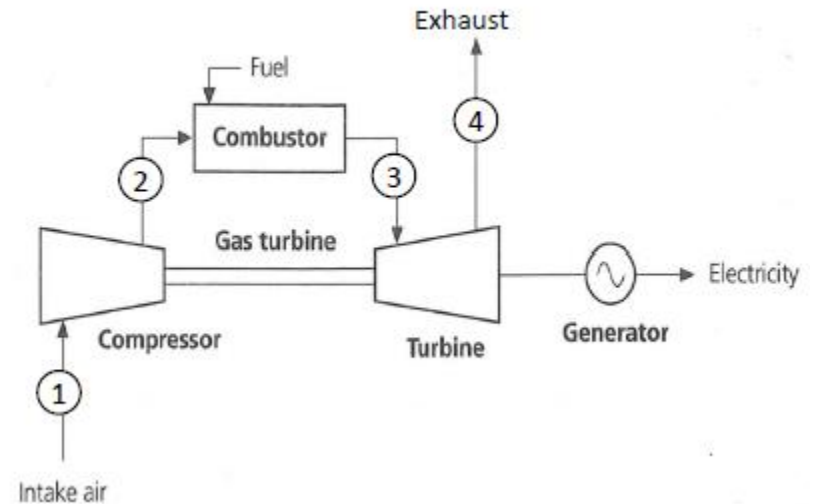 Exhaust
Fuel
Combustor
4
2
3
Gas turbine
Electricity
Compressor
Turbine
Generator
1
Intake air